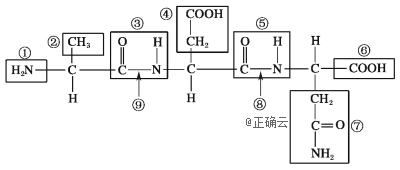 ③ ④ COOH ⑤
① ② CH₃ O H CH₂ O H H ⑥
H₂N—C—C—N—C—C—N—C—COOH
H ⑨ H ⑧ CH₂
@正确云 C=O ⑦
NH₂